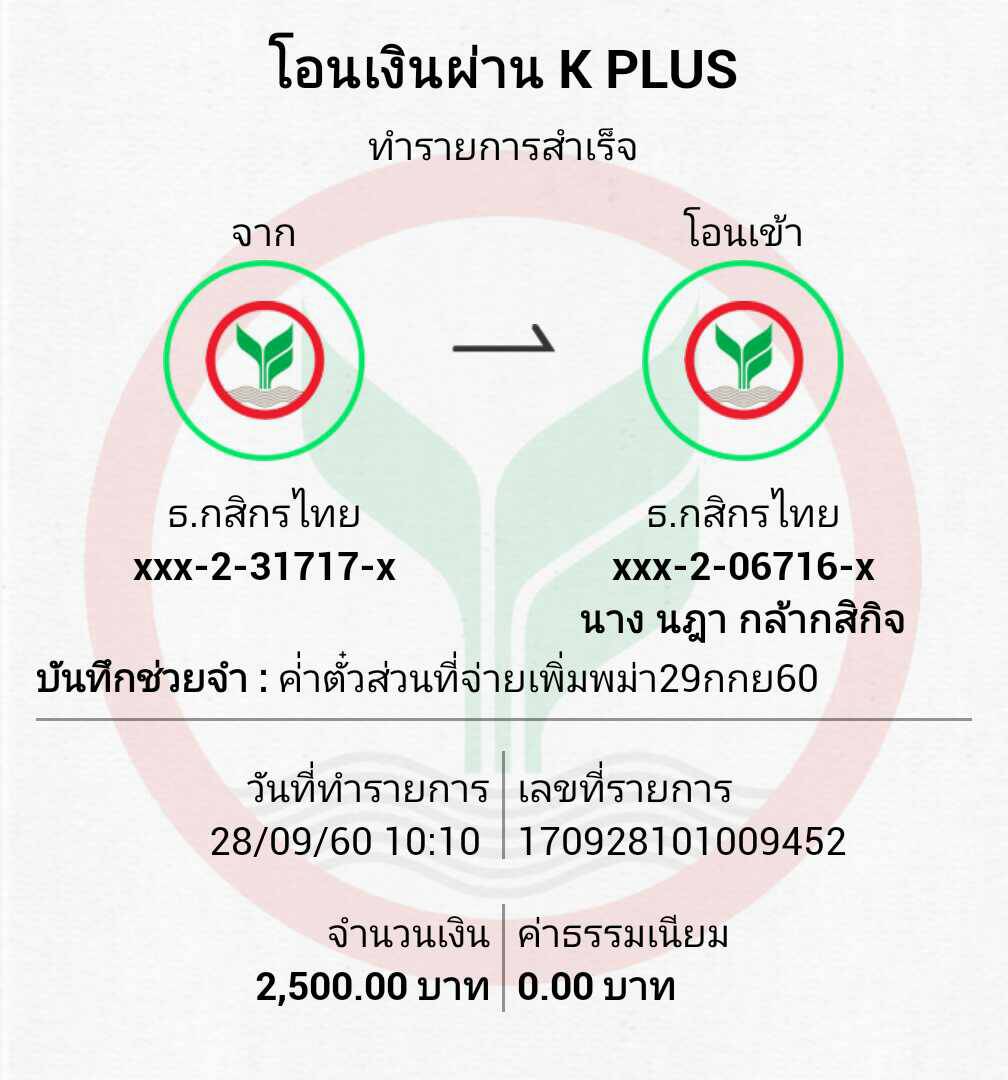 โอนเงินผ่าน K PLUS
ทำรายการสำเร็จ
จาก
โอนเข้า
ธ.กสิกรไทย
xxx-2-31717-x
ธ.กสิกรไทย
xxx-2-06716-x
นาง นฎา กล้ากสิกิจ
บันทึกช่วยจำ : ค่่าตั๋วส่วนที่จ่ายเพิ่มพม่า29กกย60
วันที่ทำรายการ
28/09/60 10:10
เลขที่รายการ
170928101009452
จำนวนเงิน
2,500.00 บาท
ค่าธรรมเนียม
0.00 บาท